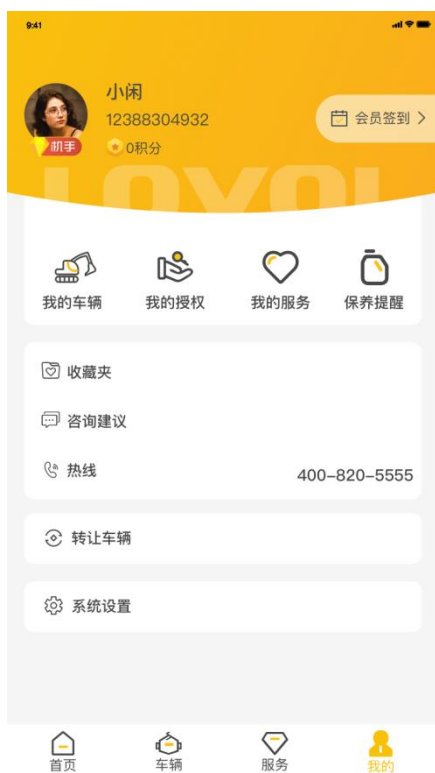 9:41
小闲
12388304932
会员签到
机手
0积分
我的车辆
我的授权
我的服务
保养提醒
收藏夹
咨询建议
热线
400-820-5555
转让车辆
系统设置
首页
车辆
服务
我的